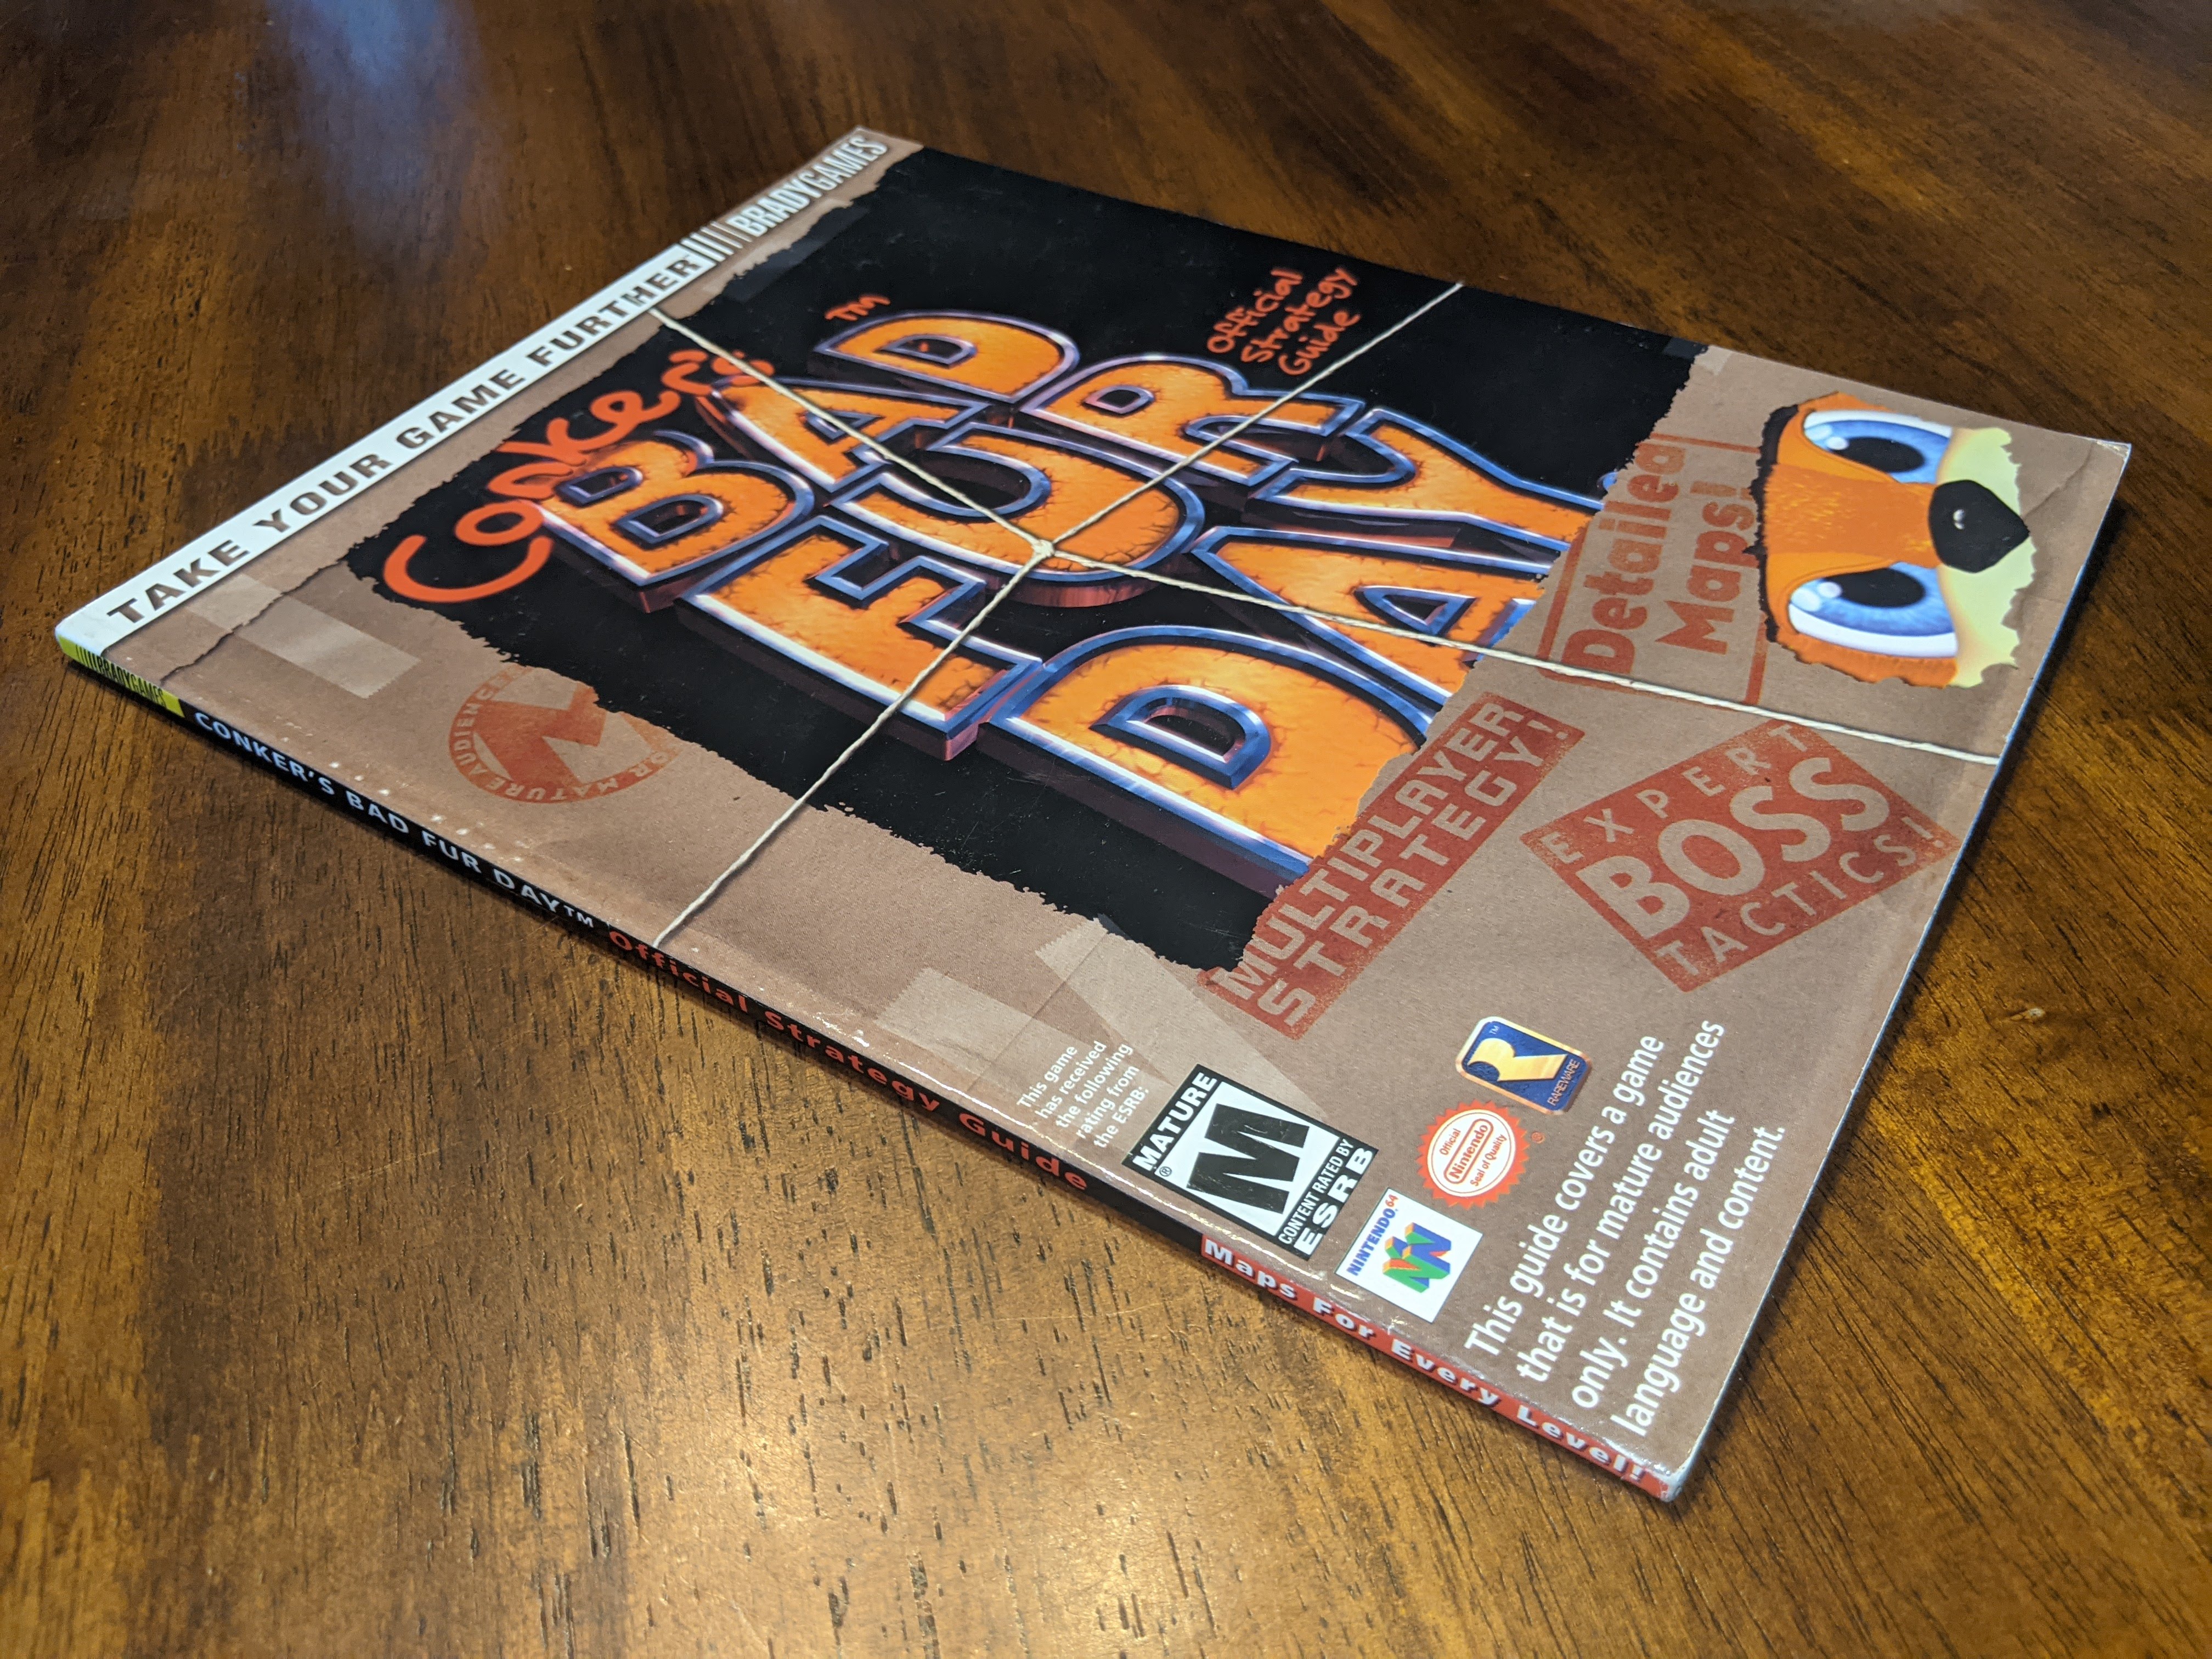 TAKE YOUR GAME FURTHER
BRADYGAMES
Conker's™
BAD
FUR
DAY
Official
Strategy
Guide
FOR MATURE AUDIENCES
M
Detailed
Maps!
MULTIPLAYER
STRATEGY!
EXPERT
BOSS
TACTICS!
This game
has received
the following
rating from
the ESRB:
MATURE
M
®
CONTENT RATED BY
ESRB
NINTENDO64
N
Official
Nintendo
Seal of Quality
®
R
™
RAREWARE
This guide covers a game
that is for mature audiences
only. It contains adult
language and content.
BRADYGAMES
CONKER'S BAD FUR DAY™ Official Strategy Guide
Maps For Every Level!